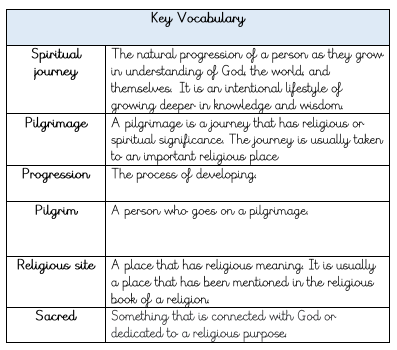 Key Vocabulary
Spiritual journey
The natural progression of a person as they grow
in understanding of God, the world, and
themselves. It is an intentional lifestyle of
growing deeper in knowledge and wisdom.
Pilgrimage
A pilgrimage is a journey that has religious or
spiritual significance. The journey is usually taken
to an important religious place
Progression
The process of developing.
Pilgrim
A person who goes on a pilgrimage.
Religious site
A place that has religious meaning. It is usually
a place that has been mentioned in the religious
book of a religion.
Sacred
Something that is connected with God or
dedicated to a religious purpose.